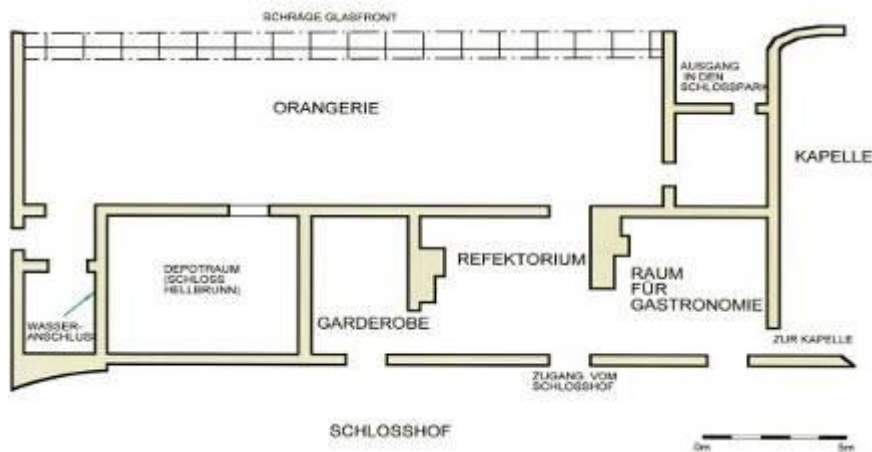 SCHRÄGE GLASFRONT
ORANGERIE
AUSGANG
IN DEN
SCHLOSSPARK
KAPELLE
DEPOTRAUM
(SCHLOSS
HELLBRUNN)
REFEKTORIUM
RAUM
FÜR
GASTRONOMIE
WASSER-
ANSCHLUSS
GARDEROBE
ZUR KAPELLE
ZUGANG VOM
SCHLOSSHOF
SCHLOSSHOF
0m 5m